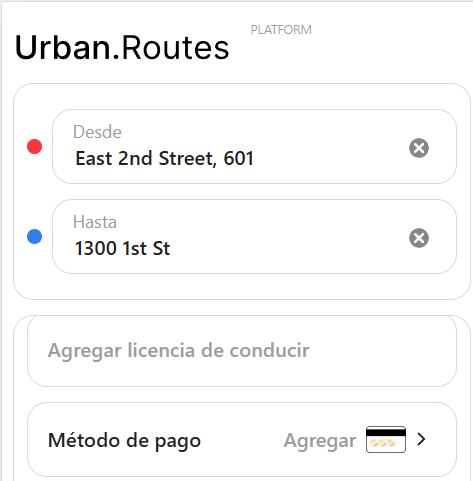 PLATFORM
Urban.Routes
Desde
East 2nd Street, 601
Hasta
1300 1st St
Agregar licencia de conducir
Método de pago Agregar